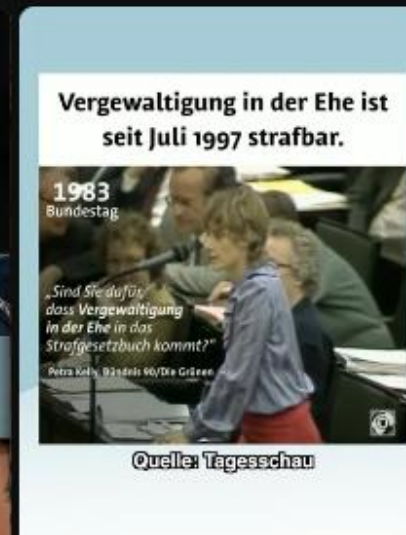 Vergewaltigung in der Ehe ist
seit Juli 1997 strafbar.
1983
Bundestag
„Sind Sie dafür,
dass Vergewaltigung
in der Ehe in das
Strafgesetzbuch kommt?“
Petra Kelly, Bündnis 90/Die Grünen
Quelle: Tagesschau